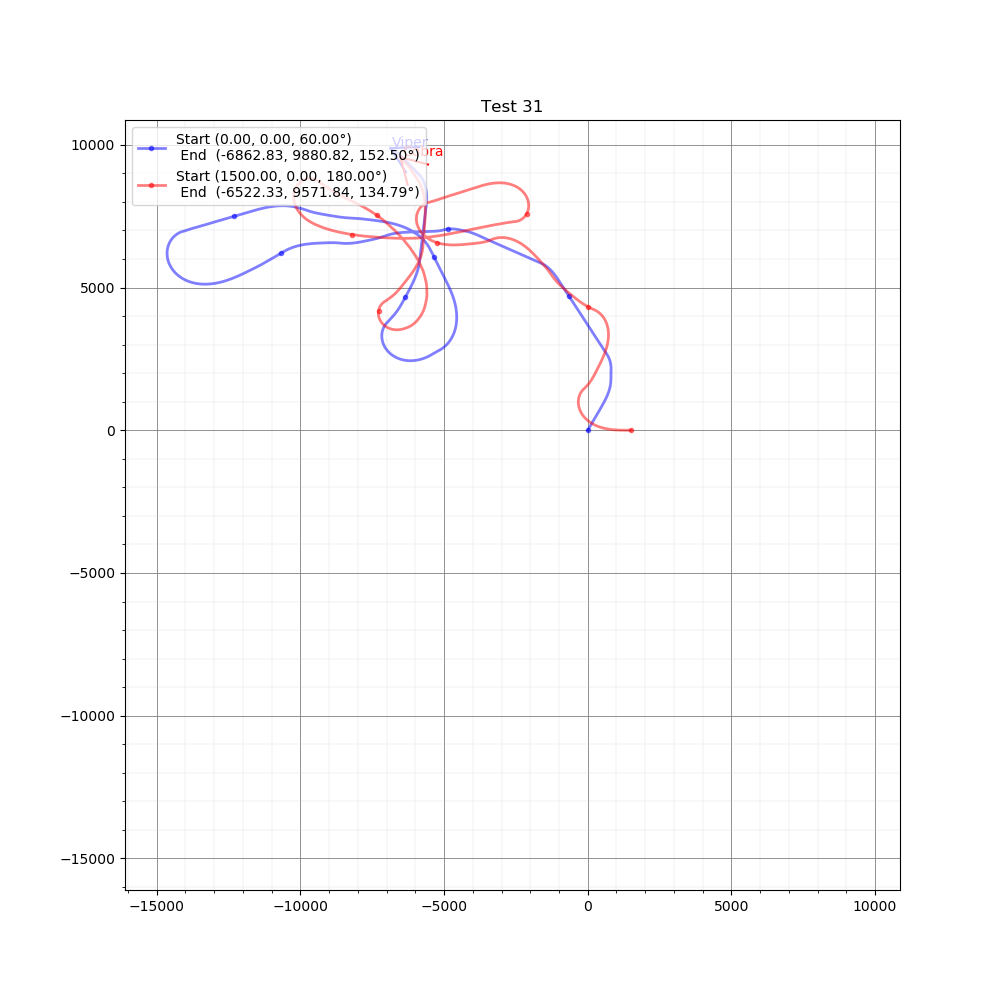 Test 31
Start (0.00, 0.00, 60.00°)
End (-6862.83, 9880.82, 152.50°)
Start (1500.00, 0.00, 180.00°)
End (-6522.33, 9571.84, 134.79°)
Viper
10000
5000
0
−5000
−10000
−15000
−15000
−10000
−5000
0
5000
10000